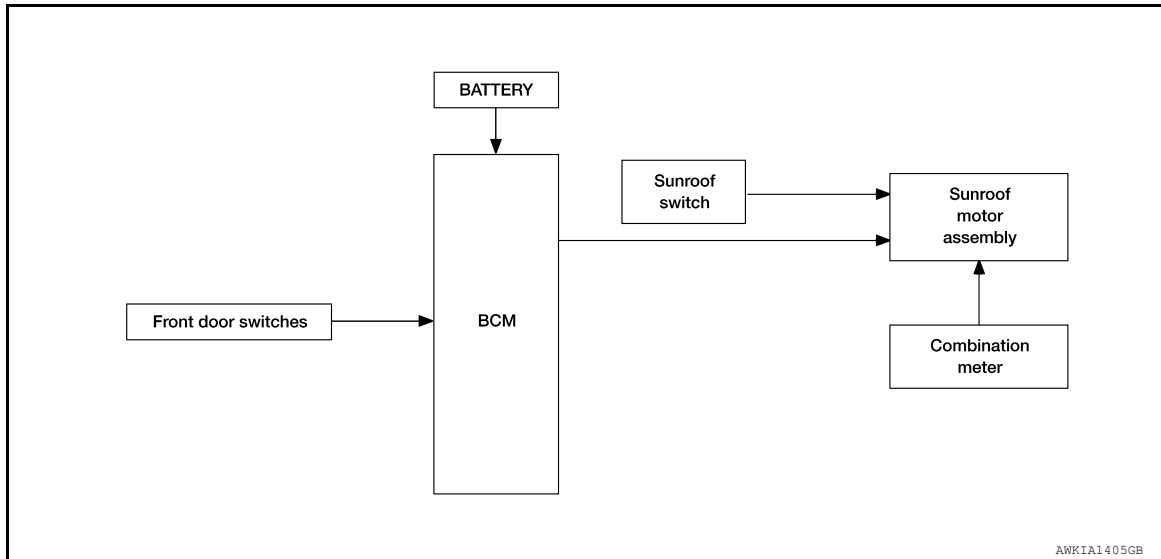 BATTERY
Sunroof
switch
Sunroof
motor
assembly
Front door switches
BCM
Combination
meter
AWKIA1405GB